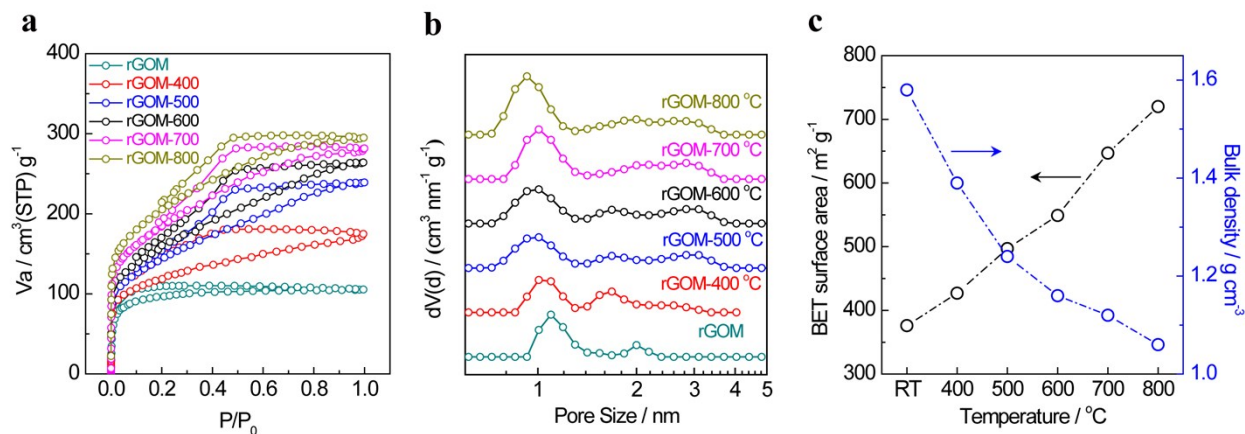 a
400
300
200
100
0
Va / cm³(STP) g⁻¹
rGOM
rGOM-400
rGOM-500
rGOM-600
rGOM-700
rGOM-800
0.0 0.2 0.4 0.6 0.8 1.0
P/P₀
b
dV(d) / (cm³ nm⁻¹ g⁻¹)
rGOM-800 °C
rGOM-700 °C
rGOM-600 °C
rGOM-500 °C
rGOM-400 °C
rGOM
1 2 3 4 5
Pore Size / nm
c
800
700
600
500
400
300
BET surface area / m² g⁻¹
RT 400 500 600 700 800
Temperature / °C
1.6
1.4
1.2
1.0
Bulk density / g cm⁻³